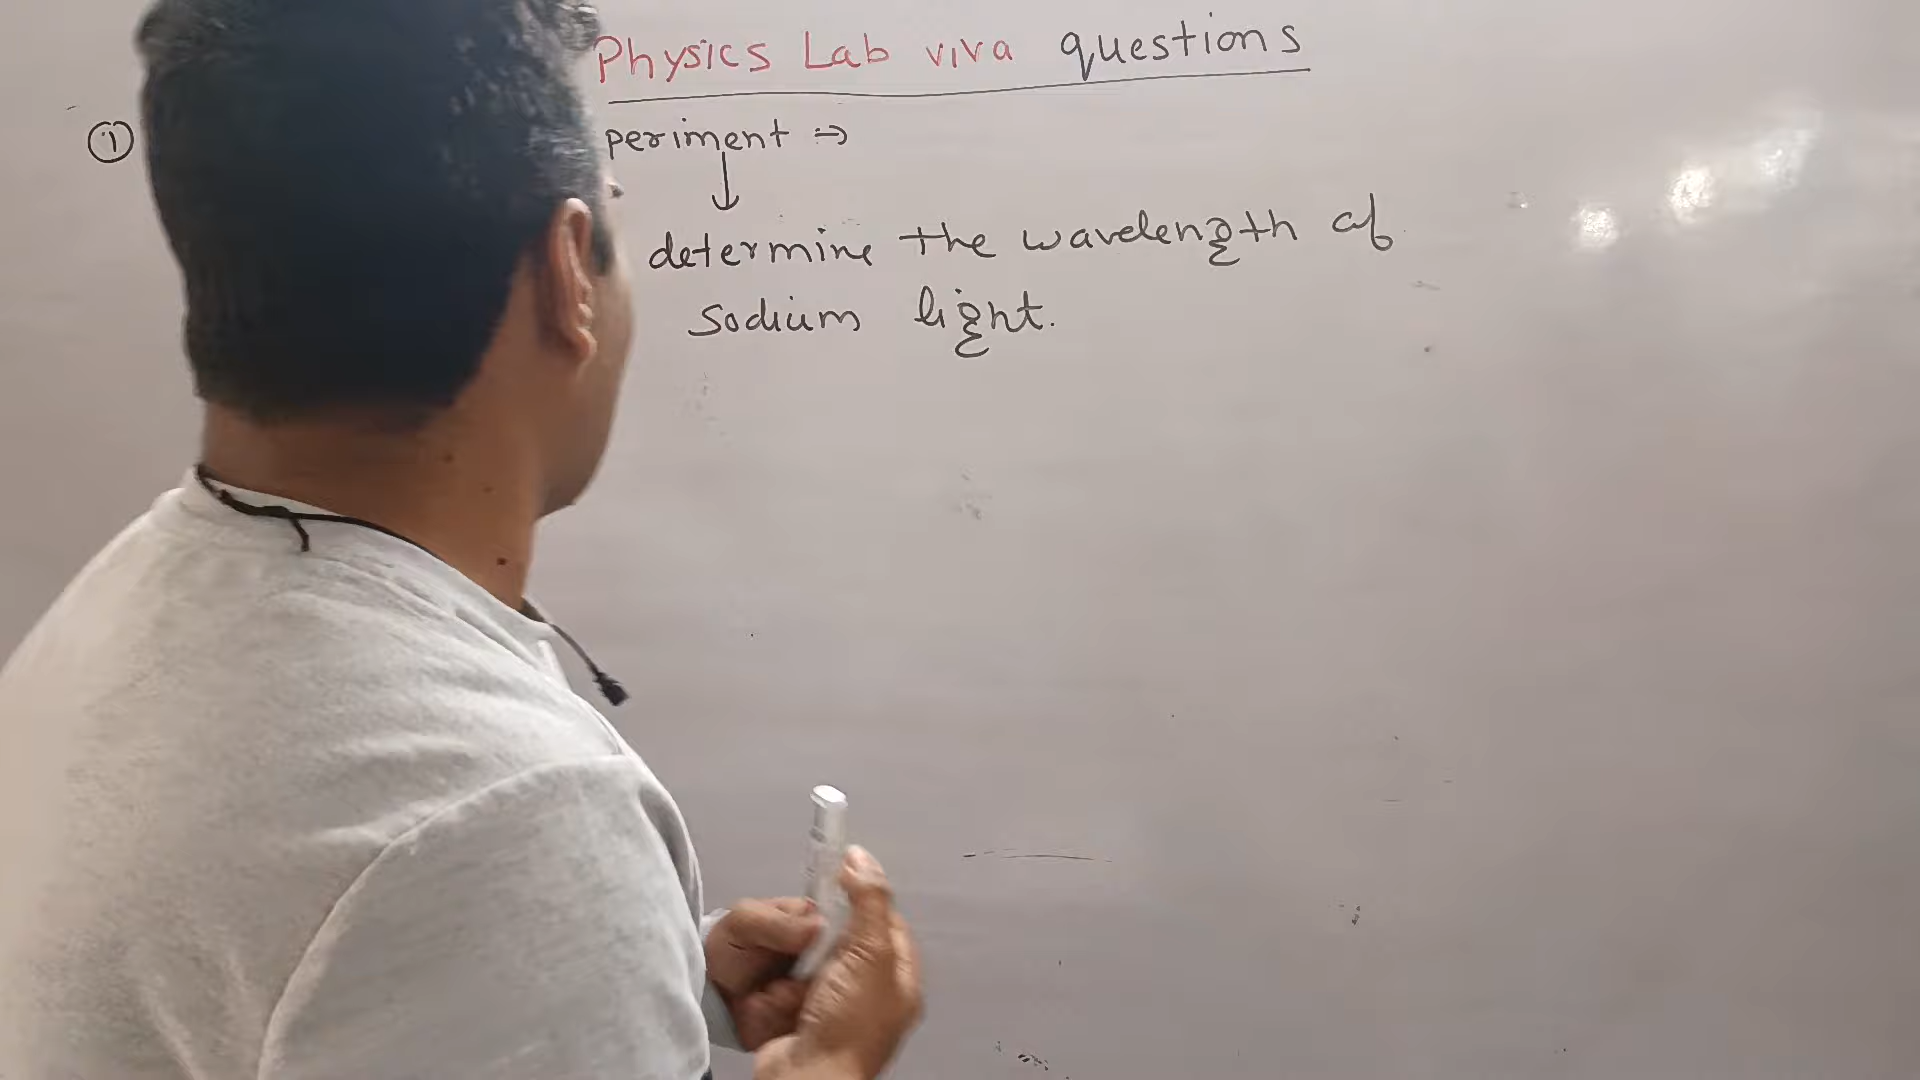 Physics Lab viva questions
① periment ⇒
↓
determine the wavelength of
sodium light.